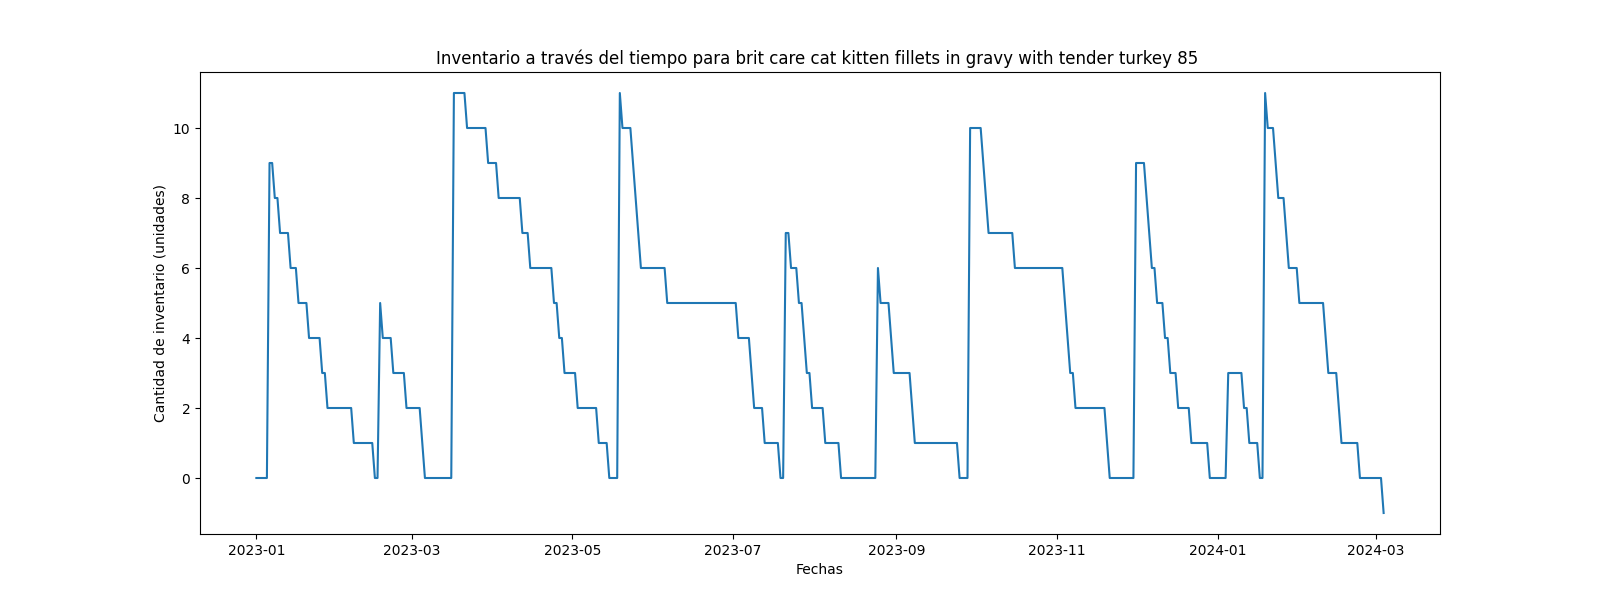 Inventario a través del tiempo para brit care cat kitten fillets in gravy with tender turkey 85
Cantidad de inventario (unidades)
10
8
6
4
2
0
2023-01 2023-03 2023-05 2023-07 2023-09 2023-11 2024-01 2024-03
Fechas